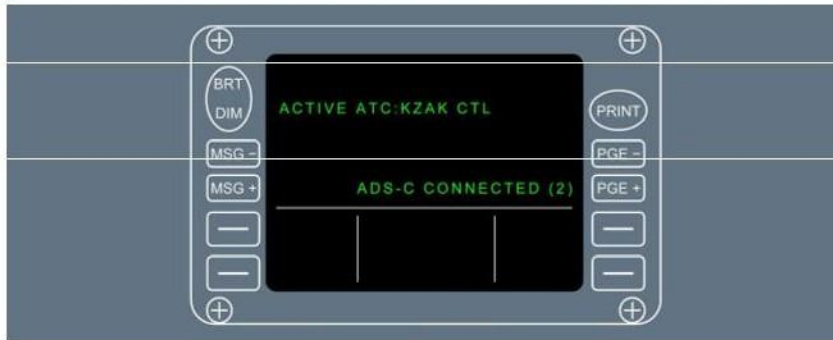 BRT
DIM
ACTIVE ATC:KZAK CTL
PRINT
MSG –
PGE –
MSG +
ADS-C CONNECTED (2)
PGE +